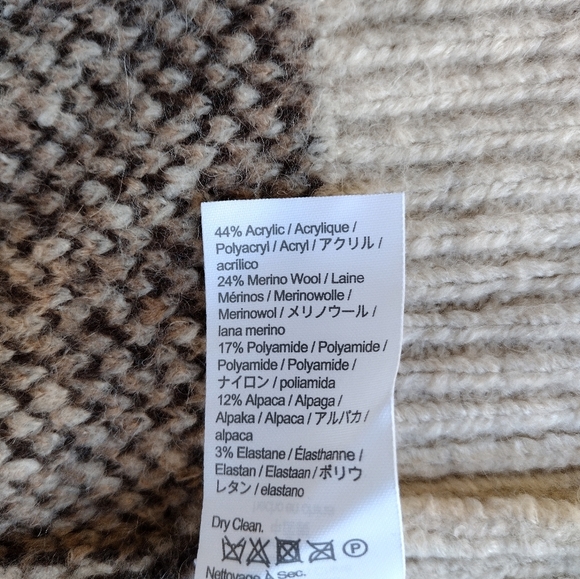 44% Acrylic / Acrylique /
Polyacryl / Acryl / アクリル /
acrílico
24% Merino Wool / Laine
Mérinos / Merinowolle /
Merinowol / メリノウール /
lana merino
17% Polyamide / Polyamide /
Polyamide / Polyamide /
ナイロン / poliamida
12% Alpaca / Alpaga /
Alpaka / Alpaca / アルパカ /
alpaca
3% Elastane / Élasthanne /
Elastan / Elastaan / ポリウ
レタン / elastano
Dry Clean.
P
Nettoyage À Sec.